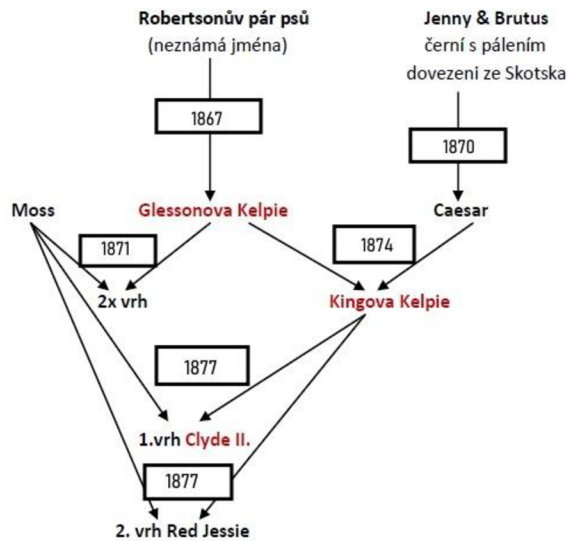 Robertsonův pár psů
(neznámá jména)
Jenny & Brutus
černí s pálením
dovezeni ze Skotska
1867
1870
Moss
Glessonova Kelpie
Caesar
1871
1874
2x vrh
Kingova Kelpie
1877
1.vrh Clyde II.
1877
2. vrh Red Jessie